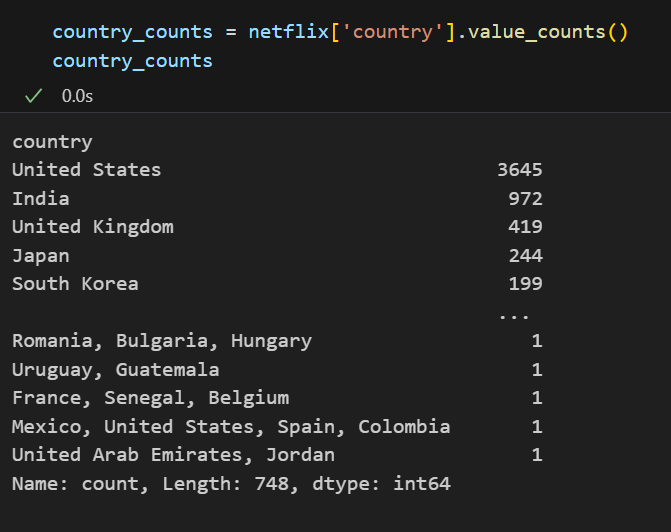 country_counts = netflix['country'].value_counts()
country_counts
0.0s
country
United States 3645
India 972
United Kingdom 419
Japan 244
South Korea 199
...
Romania, Bulgaria, Hungary 1
Uruguay, Guatemala 1
France, Senegal, Belgium 1
Mexico, United States, Spain, Colombia 1
United Arab Emirates, Jordan 1
Name: count, Length: 748, dtype: int64